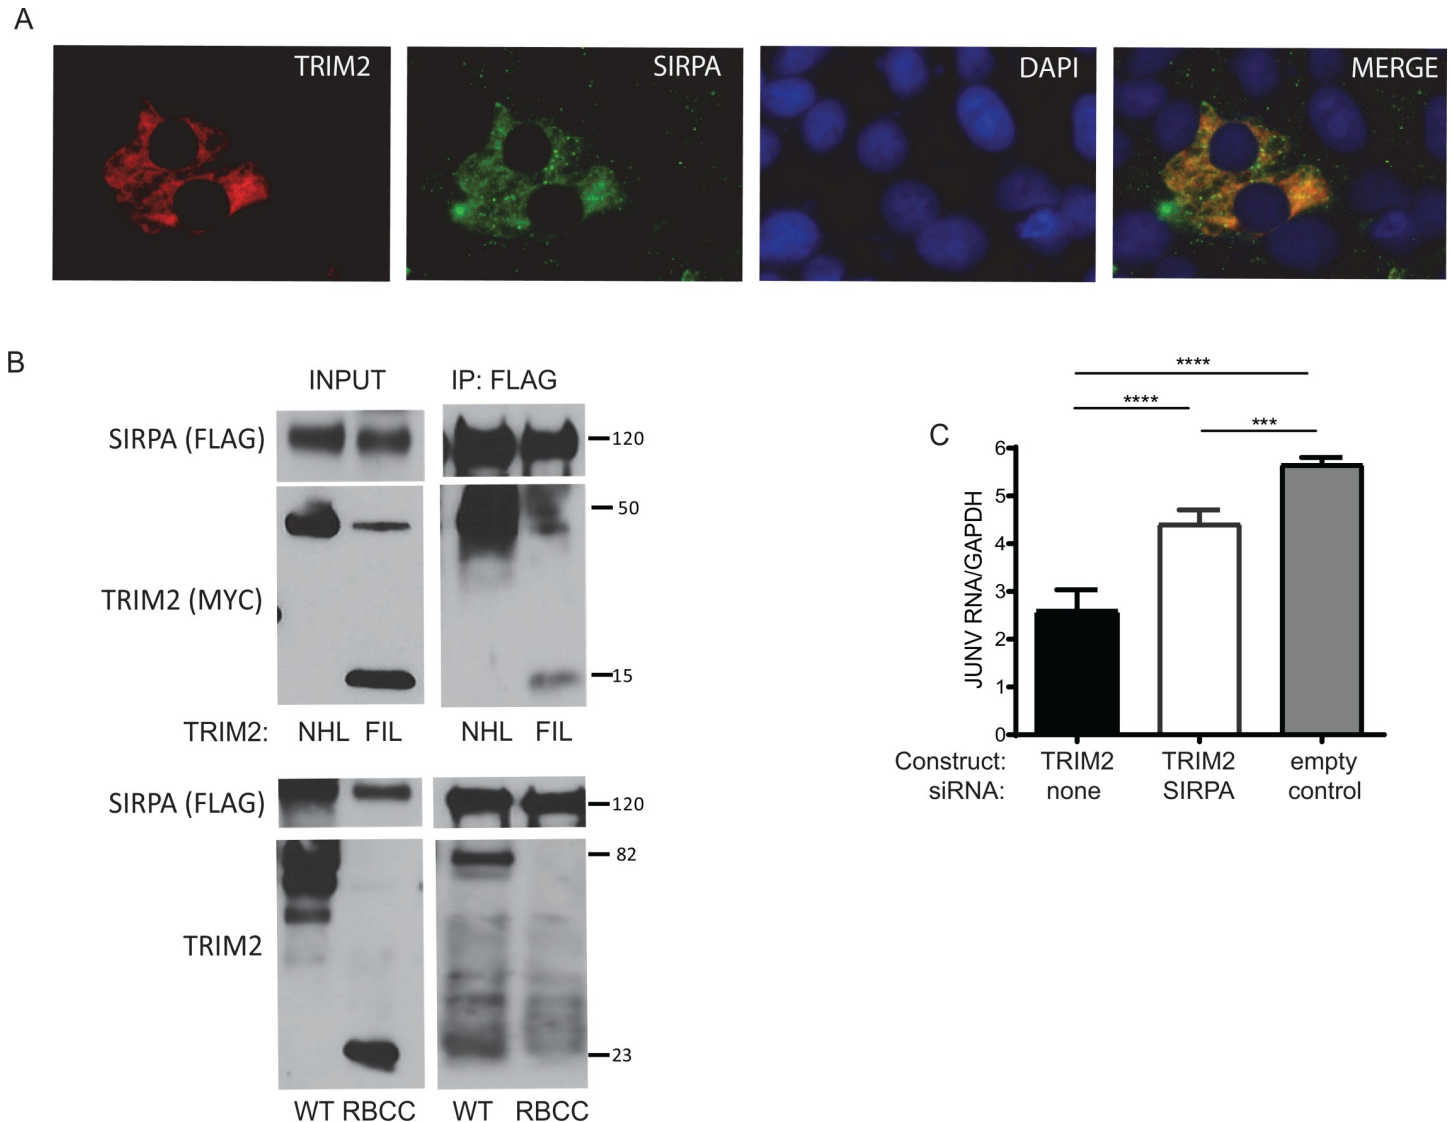 A
TRIM2
SIRPA
DAPI
MERGE
B
INPUT
IP: FLAG
SIRPA (FLAG)
120
50
TRIM2 (MYC)
15
TRIM2:
NHL
FIL
NHL
FIL
SIRPA (FLAG)
120
82
TRIM2
23
WT
RBCC
WT
RBCC
C
****
****
***
JUNV RNA/GAPDH
6
5
4
3
2
1
0
Construct:
TRIM2
TRIM2
empty
siRNA:
none
SIRPA
control